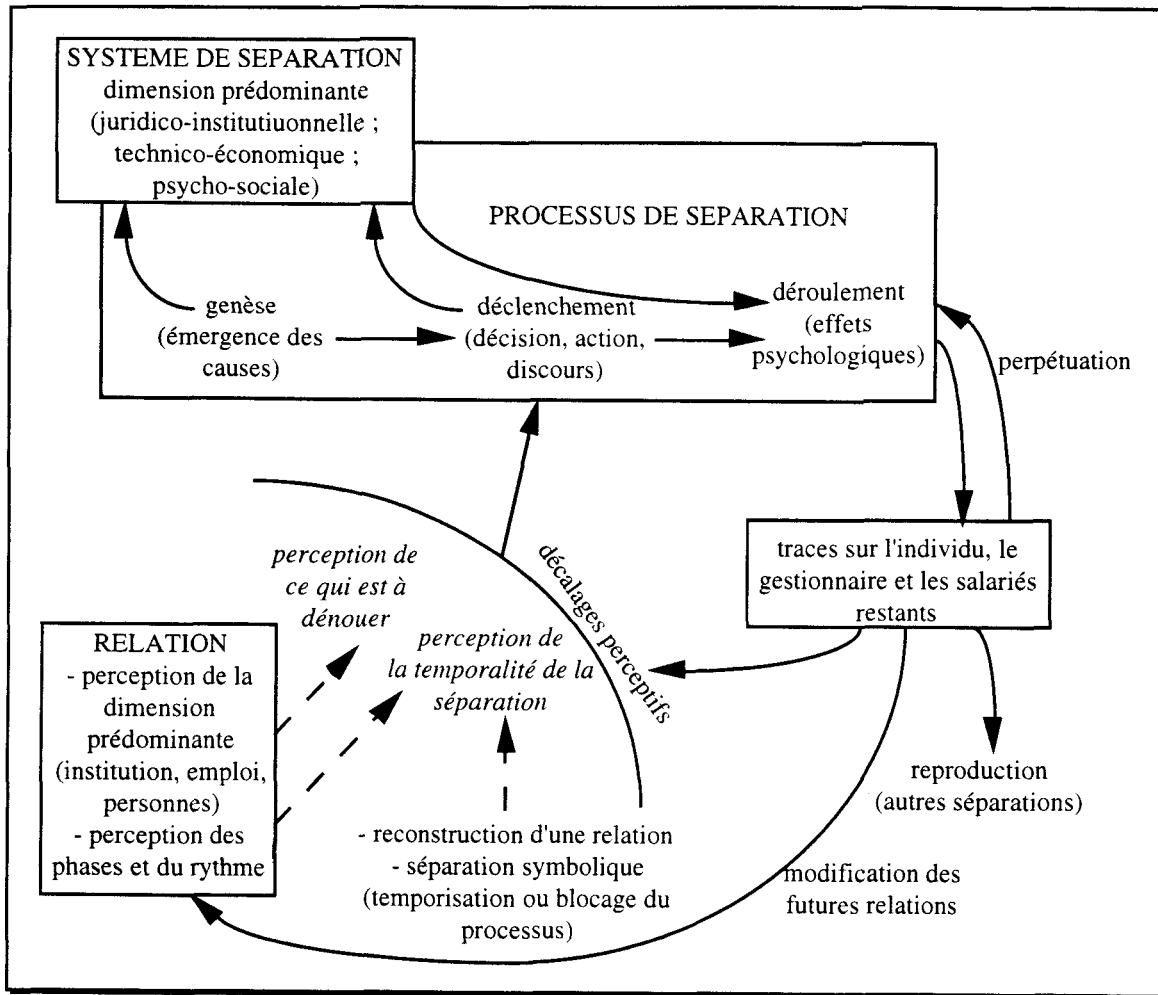 SYSTEME DE SEPARATION
dimension prédominante
(juridico-institutiuonnelle ;
technico-économique ;
psycho-sociale)
PROCESSUS DE SEPARATION
genèse
(émergence des
causes)
déclenchement
(décision, action,
discours)
déroulement
(effets
psychologiques)
perpétuation
traces sur l'individu, le
gestionnaire et les salariés
restants
décalages perceptifs
perception de
ce qui est à
dénouer
perception de
la temporalité de la
séparation
RELATION
- perception de la
dimension
prédominante
(institution, emploi,
personnes)
- perception des
phases et du rythme
- reconstruction d'une relation
- séparation symbolique
(temporisation ou blocage du
processus)
reproduction
(autres séparations)
modification des
futures relations